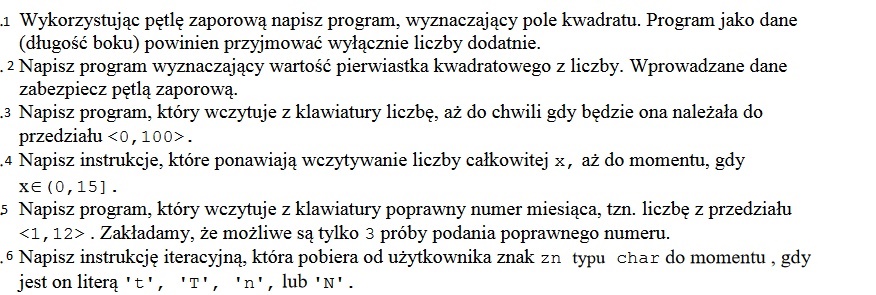 .1 Wykorzystując pętlę zaporową napisz program, wyznaczający pole kwadratu. Program jako dane
(długość boku) powinien przyjmować wyłącznie liczby dodatnie.
. 2 Napisz program wyznaczający wartość pierwiastka kwadratowego z liczby. Wprowadzane dane
zabezpiecz pętlą zaporową.
.3 Napisz program, który wczytuje z klawiatury liczbę, aż do chwili gdy będzie ona należała do
przedziału <0,100>.
.4 Napisz instrukcje, które ponawiają wczytywanie liczby całkowitej x, aż do momentu, gdy
x∈(0,15].
5 Napisz program, który wczytuje z klawiatury poprawny numer miesiąca, tzn. liczbę z przedziału
<1,12>. Zakładamy, że możliwe są tylko 3 próby podania poprawnego numeru.
. 6 Napisz instrukcję iteracyjną, która pobiera od użytkownika znak zn typu char do momentu , gdy
jest on literą 't', 'T', 'n', lub 'N'.